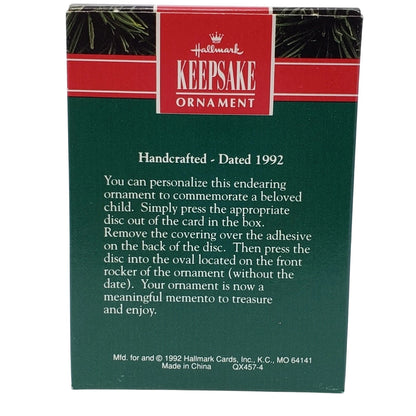 Hallmark
KEEPSAKE
ORNAMENT
Handcrafted - Dated 1992
You can personalize this endearing
ornament to commemorate a beloved
child. Simply press the appropriate
disc out of the card in the box.
Remove the covering over the adhesive
on the back of the disc. Then press the
disc into the oval located on the front
rocker of the ornament (without the
date). Your ornament is now a
meaningful memento to treasure
and enjoy.
Mfd. for and © 1992 Hallmark Cards, Inc., K.C., MO 64141
Made in China QX457-4